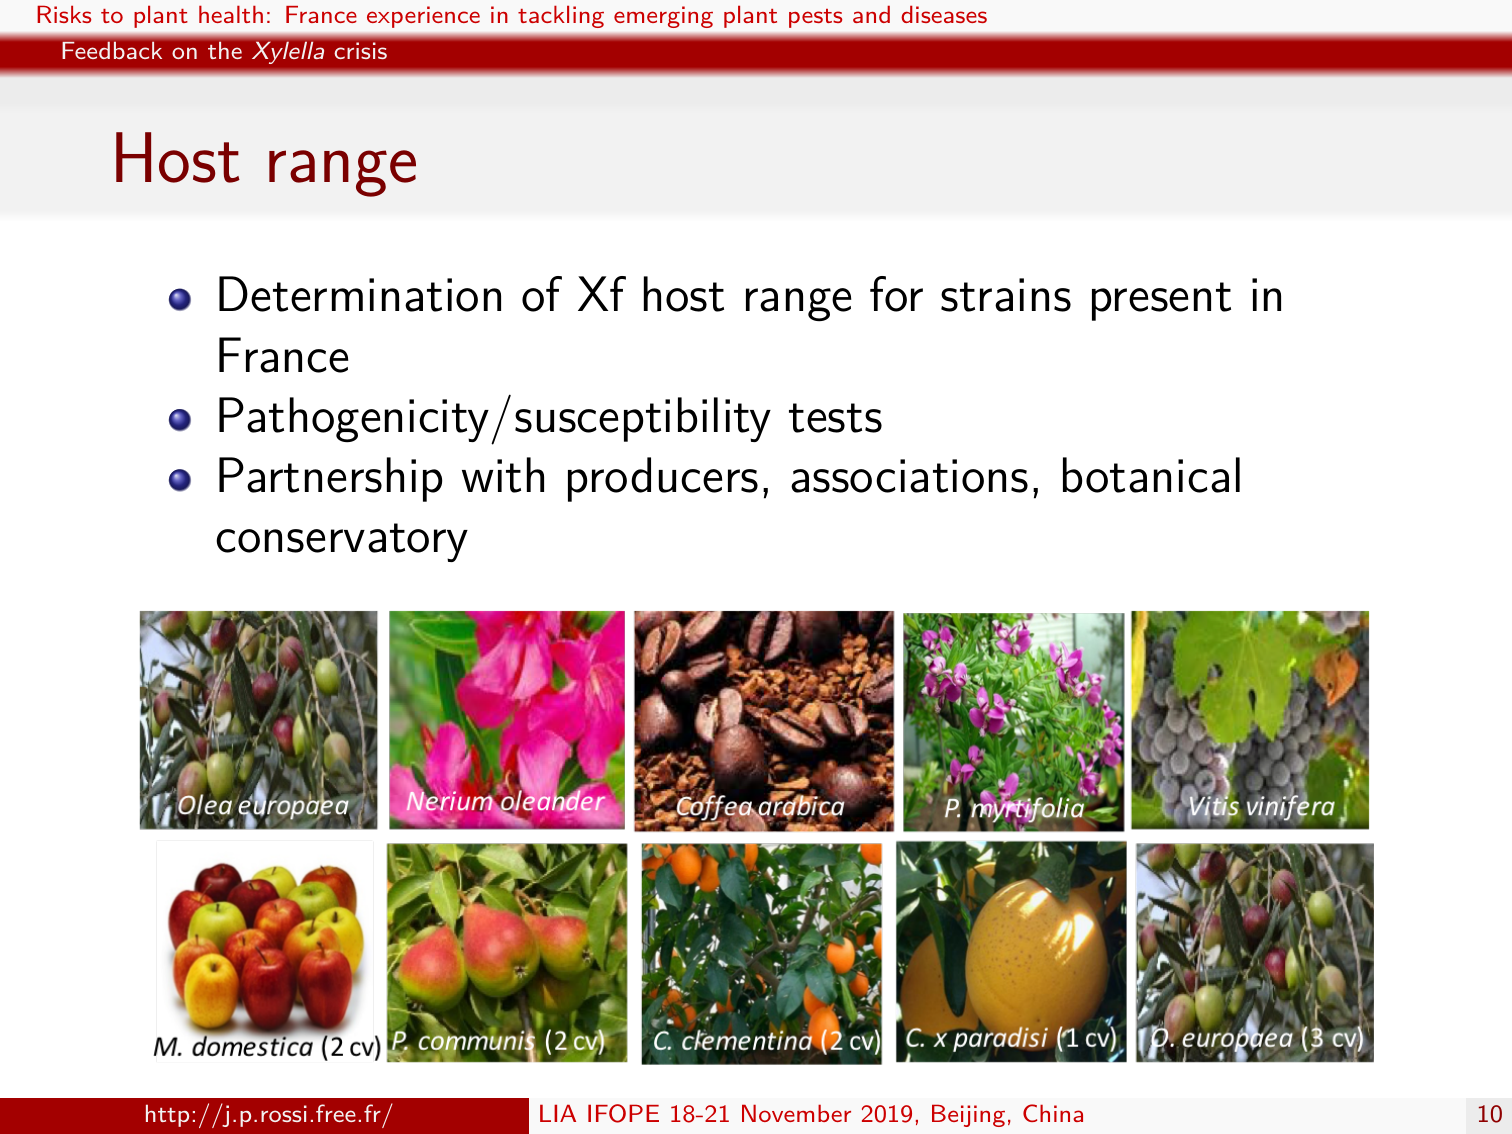 Risks to plant health: France experience in tackling emerging plant pests and diseases
Feedback on the Xylella crisis
Host range
Determination of Xf host range for strains present in
France
Pathogenicity/susceptibility tests
Partnership with producers, associations, botanical
conservatory
Olea europaea
Nerium oleander
Coffea arabica
P. myrtifolia
Vitis vinifera
M. domestica (2 cv)
P. communis (2 cv)
C. clementina (2 cv)
C. x paradisi (1 cv)
O. europaea (3 cv)
http://j.p.rossi.free.fr/
LIA IFOPE 18-21 November 2019, Beijing, China
10